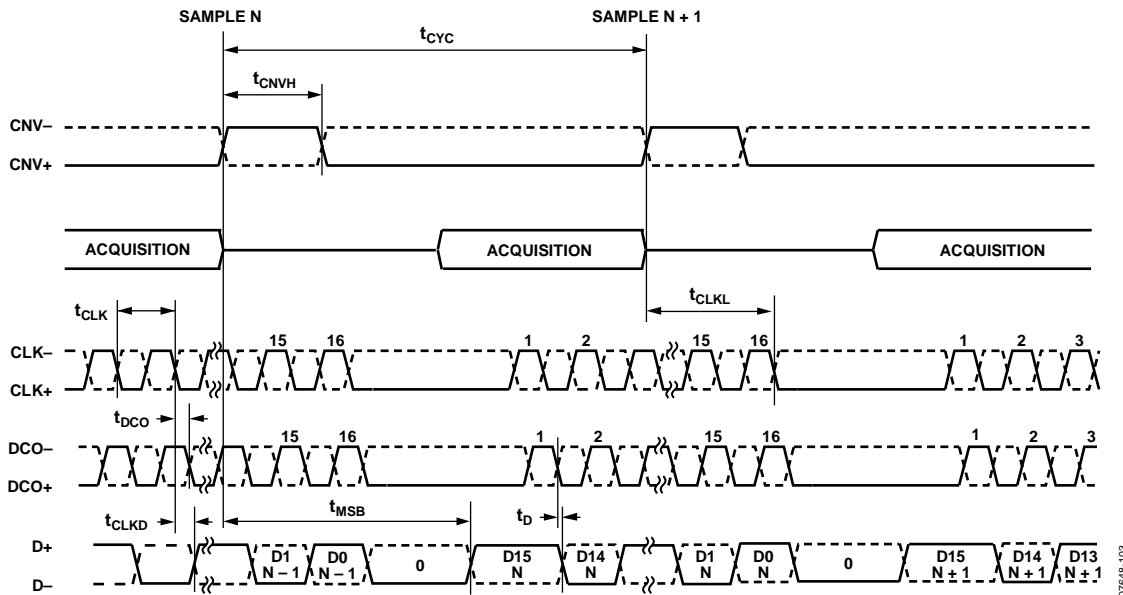 SAMPLE N SAMPLE N + 1
tCYC
tCNVH
CNV–
CNV+
ACQUISITION ACQUISITION ACQUISITION
tCLK tCLKL
CLK– 15 16 1 2 15 16 1 2 3
CLK+
tDCO
DCO– 15 16 1 2 15 16 1 2 3
DCO+
tCLKD tMSB tD
D+ D1 D0 D15 D14 D1 D0 D15 D14 D13
0 0
D– N – 1 N – 1 N N N N N + 1 N + 1 N + 1
07648-103